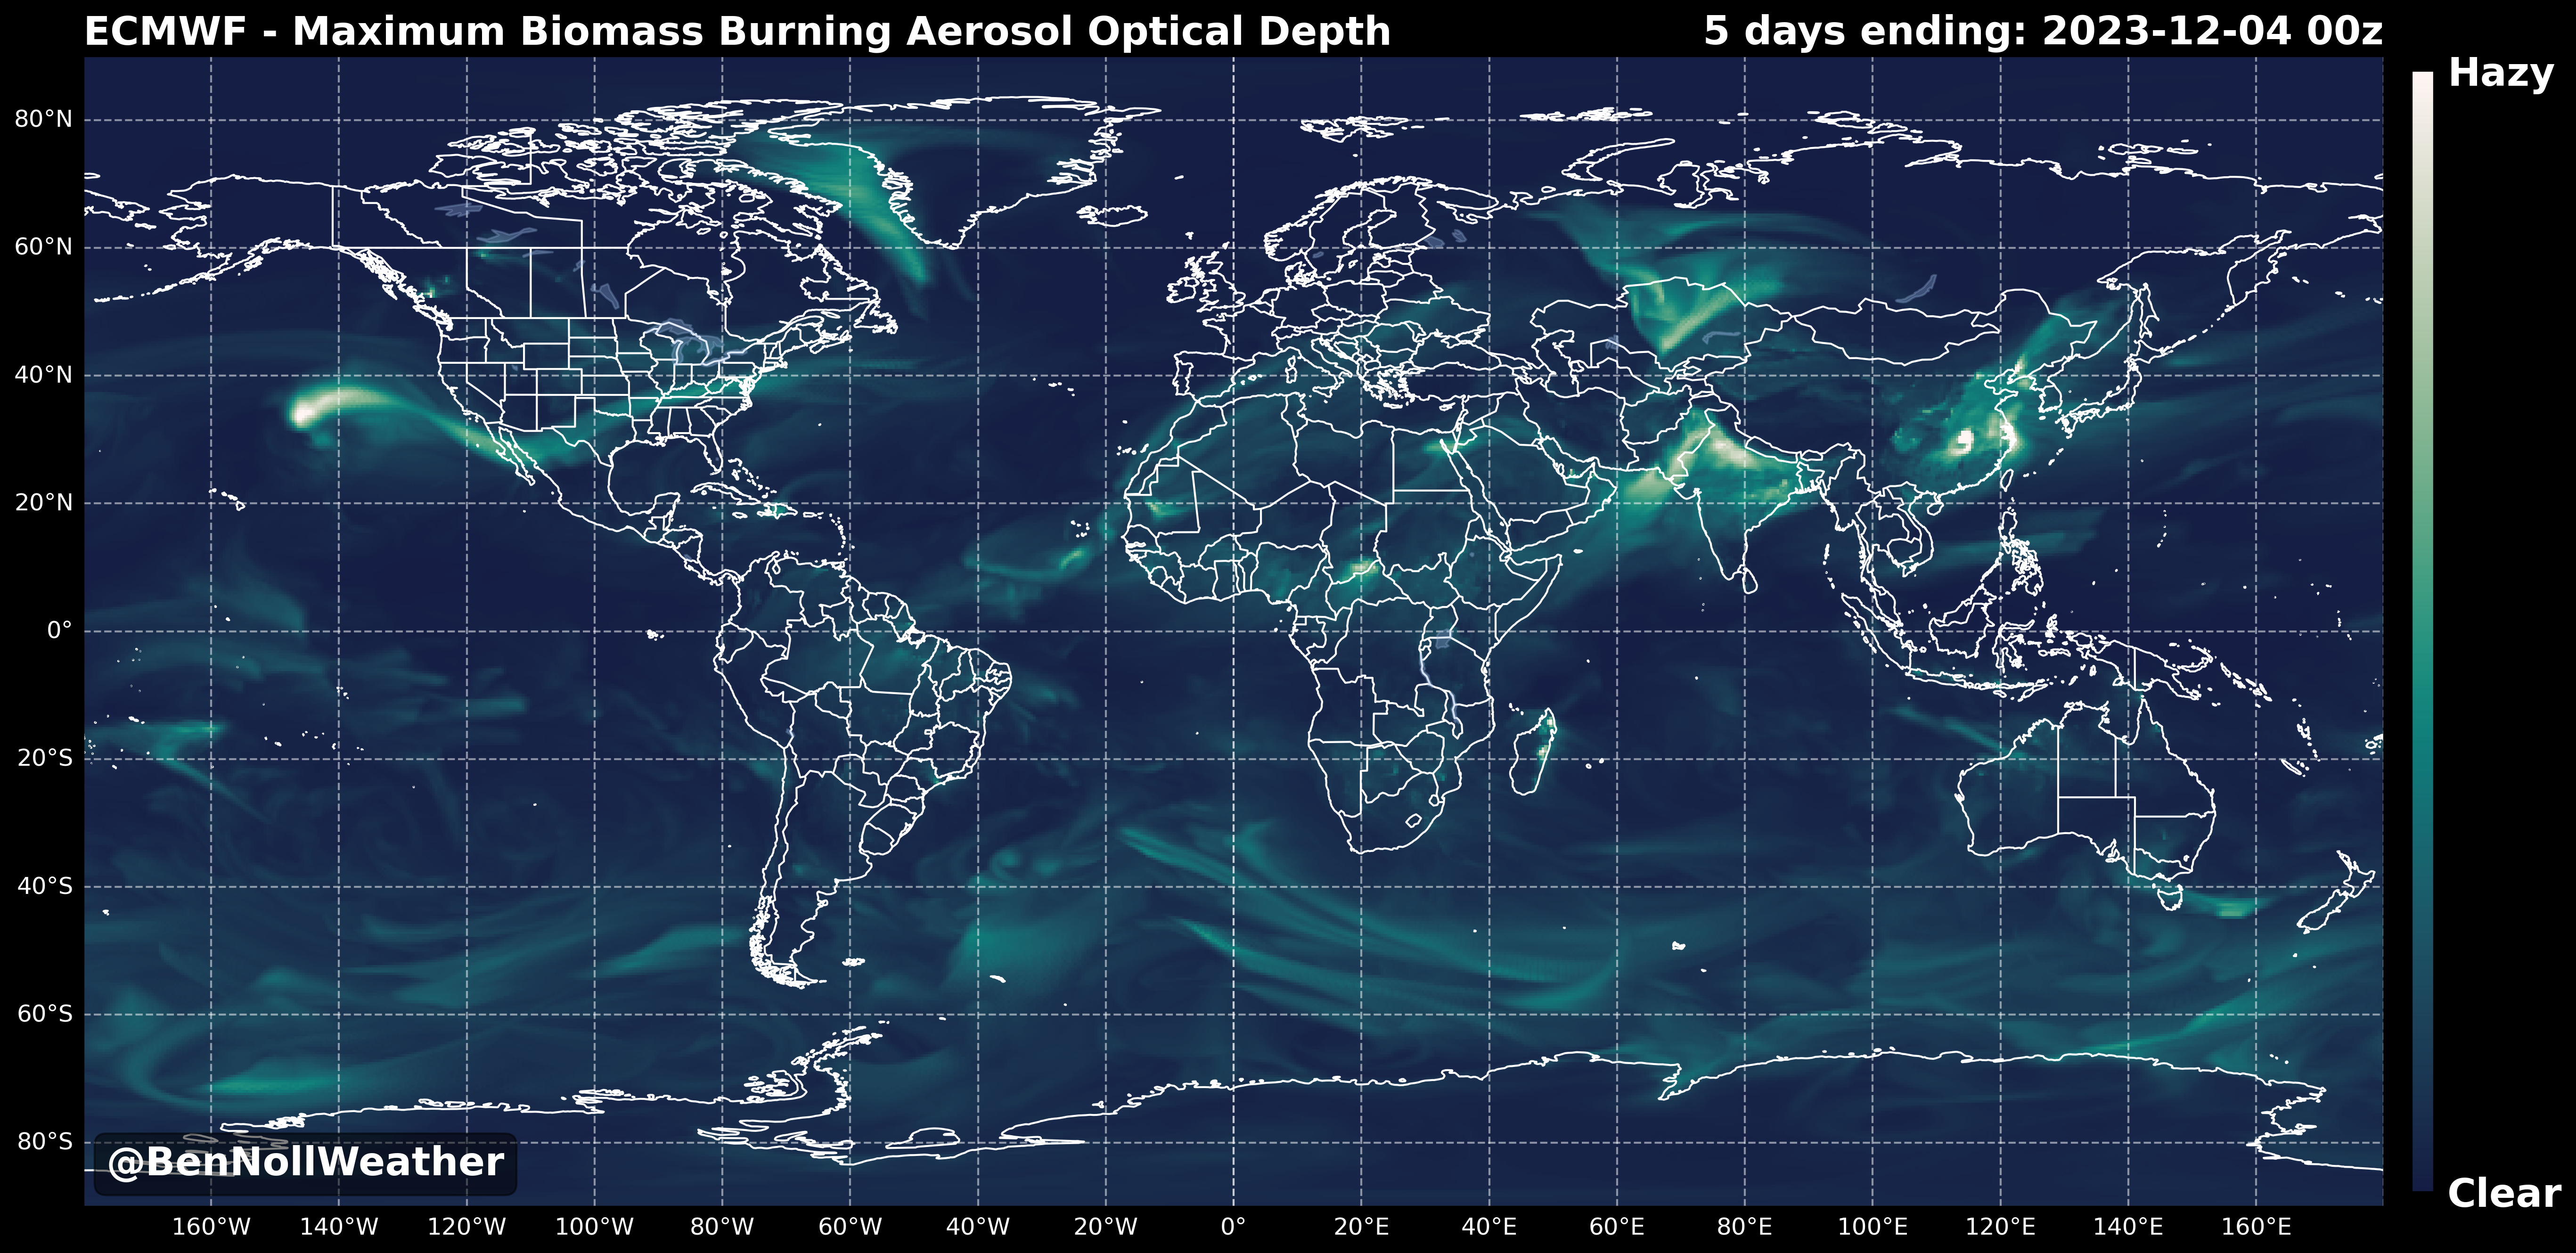 ECMWF - Maximum Biomass Burning Aerosol Optical Depth
5 days ending: 2023-12-04 00z
Hazy
80°N
60°N
40°N
20°N
0°
20°S
40°S
60°S
80°S
@BenNollWeather
Clear
160°W 140°W 120°W 100°W 80°W 60°W 40°W 20°W 0° 20°E 40°E 60°E 80°E 100°E 120°E 140°E 160°E